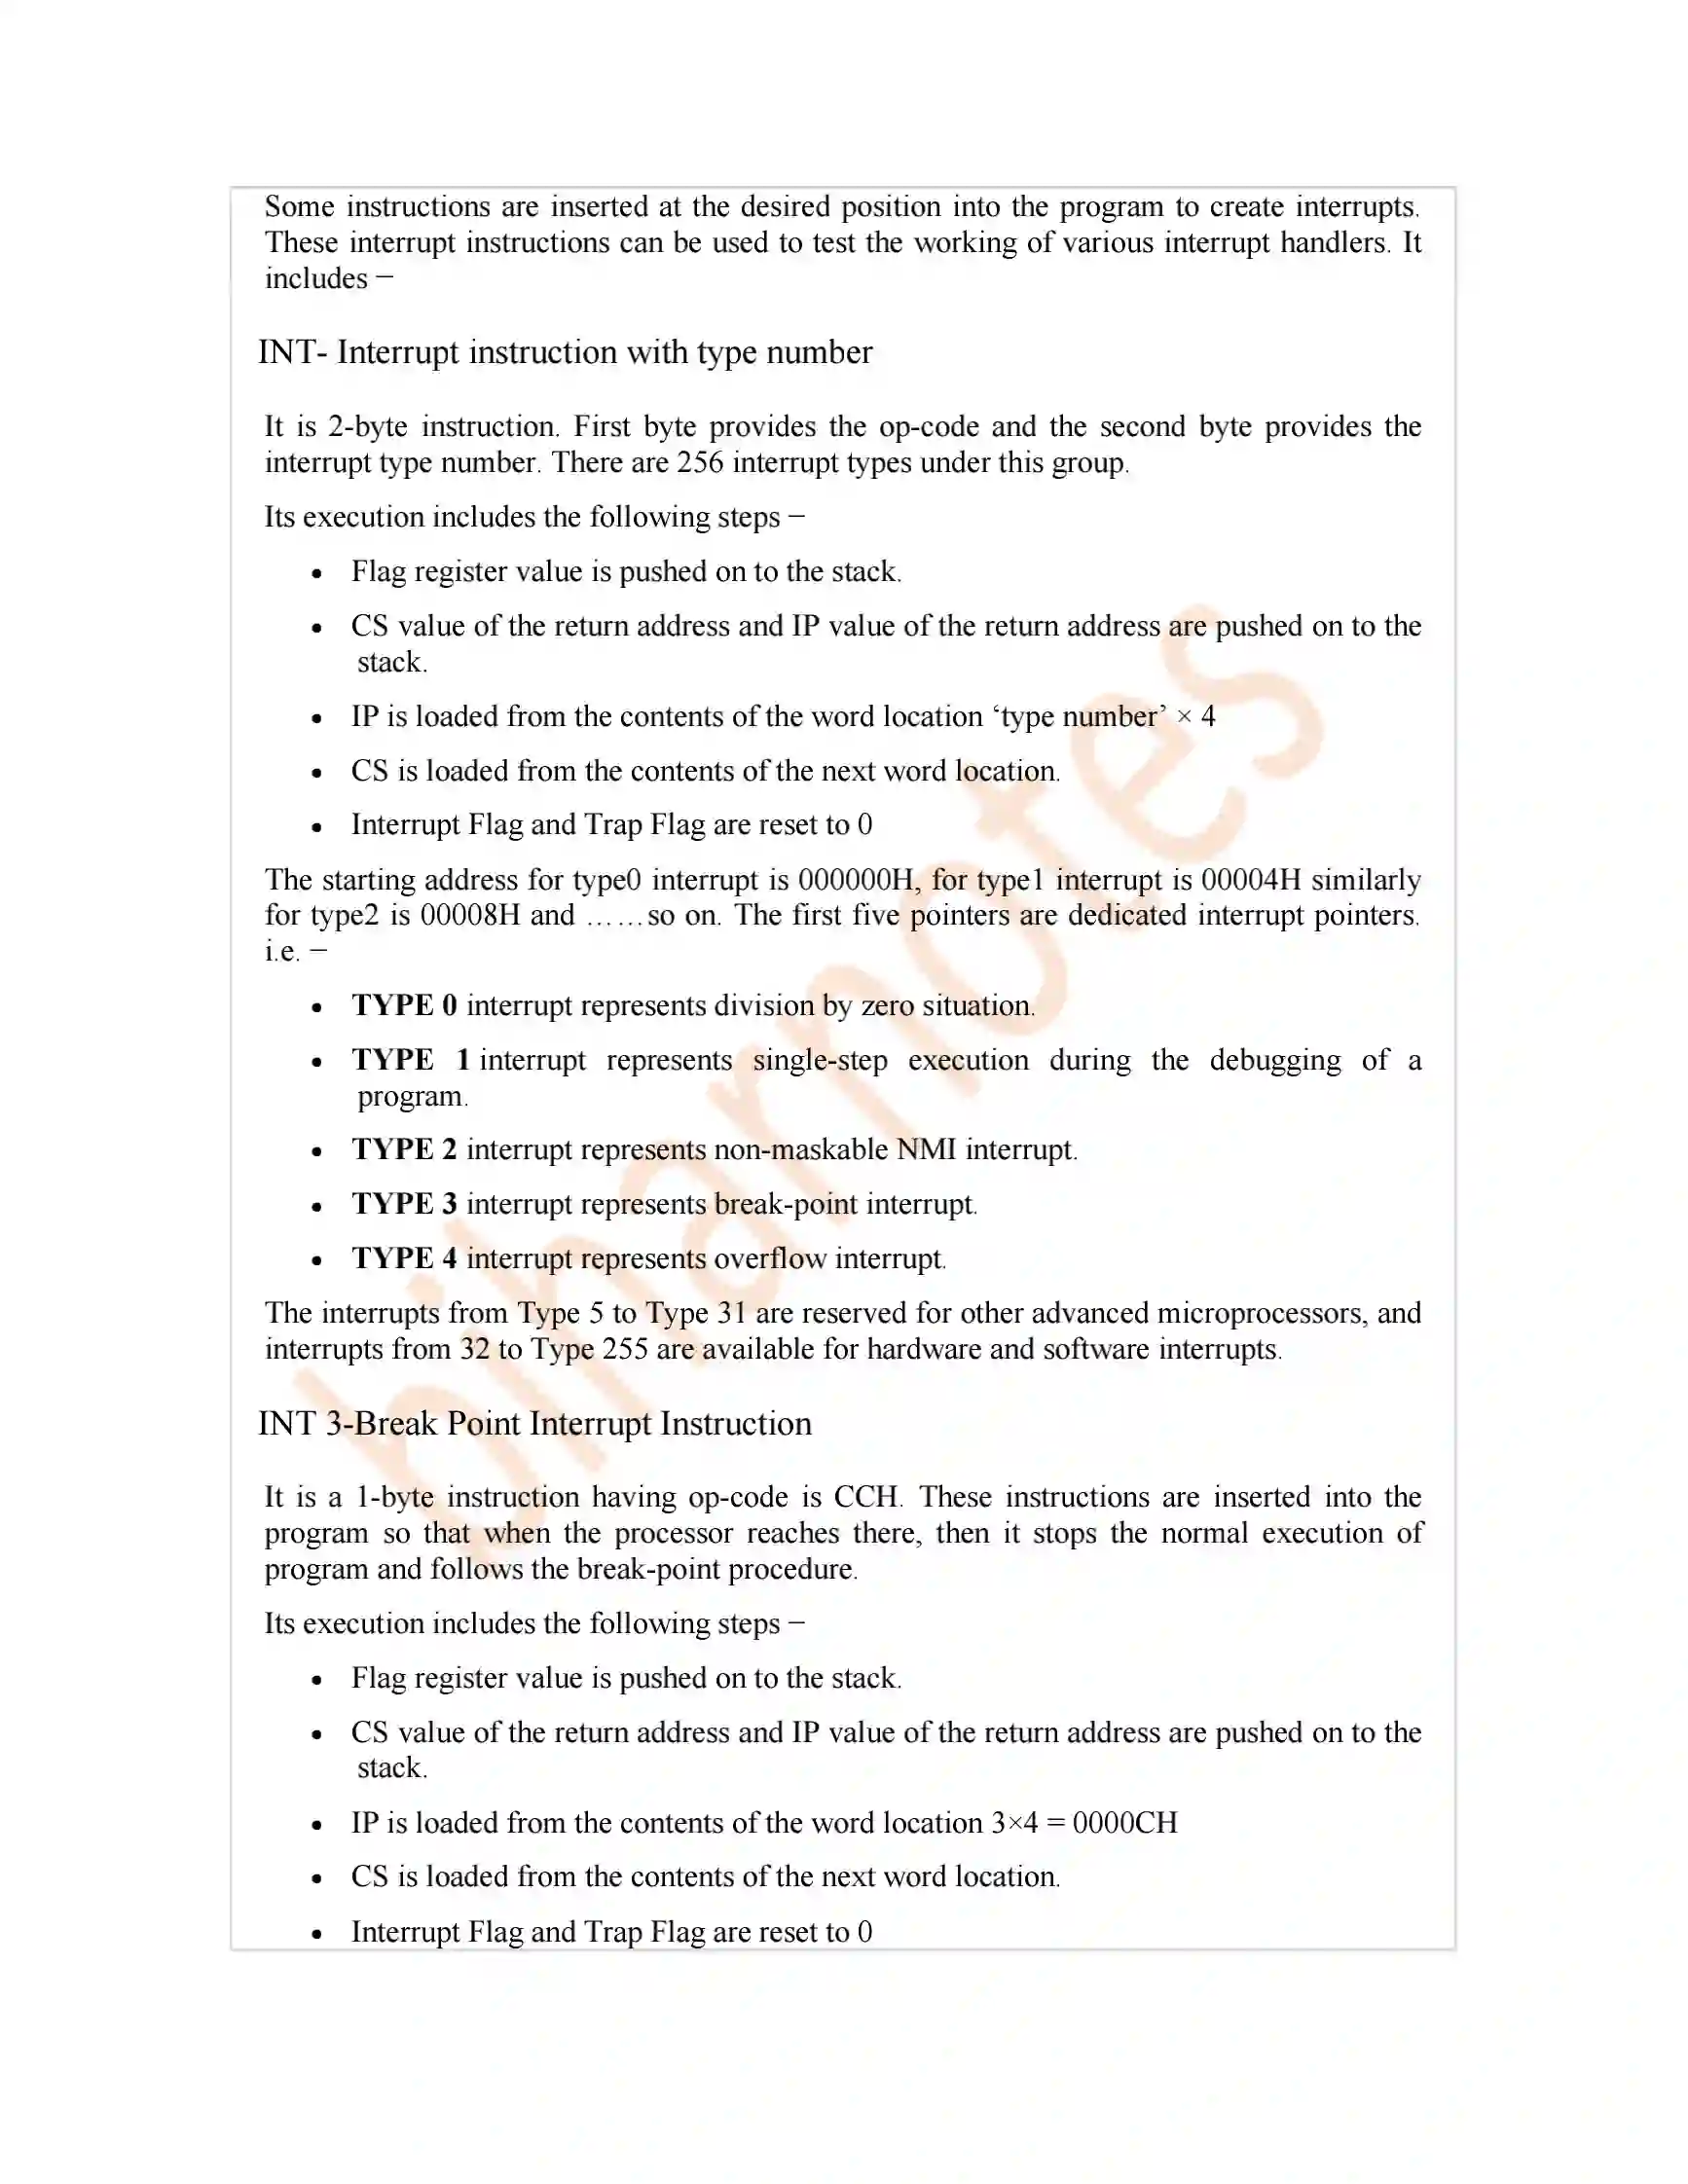 Some instructions are inserted at the desired position into the program to create interrupts.
These interrupt instructions can be used to test the working of various interrupt handlers. It
includes −
INT- Interrupt instruction with type number
It is 2-byte instruction. First byte provides the op-code and the second byte provides the
interrupt type number. There are 256 interrupt types under this group.
Its execution includes the following steps −
• Flag register value is pushed on to the stack.
• CS value of the return address and IP value of the return address are pushed on to the
stack.
• IP is loaded from the contents of the word location ‘type number’ × 4
• CS is loaded from the contents of the next word location.
• Interrupt Flag and Trap Flag are reset to 0
The starting address for type0 interrupt is 000000H, for type1 interrupt is 00004H similarly
for type2 is 00008H and ……so on. The first five pointers are dedicated interrupt pointers.
i.e. −
• TYPE 0 interrupt represents division by zero situation.
• TYPE 1 interrupt represents single-step execution during the debugging of a
program.
• TYPE 2 interrupt represents non-maskable NMI interrupt.
• TYPE 3 interrupt represents break-point interrupt.
• TYPE 4 interrupt represents overflow interrupt.
The interrupts from Type 5 to Type 31 are reserved for other advanced microprocessors, and
interrupts from 32 to Type 255 are available for hardware and software interrupts.
INT 3-Break Point Interrupt Instruction
It is a 1-byte instruction having op-code is CCH. These instructions are inserted into the
program so that when the processor reaches there, then it stops the normal execution of
program and follows the break-point procedure.
Its execution includes the following steps −
• Flag register value is pushed on to the stack.
• CS value of the return address and IP value of the return address are pushed on to the
stack.
• IP is loaded from the contents of the word location 3×4 = 0000CH
• CS is loaded from the contents of the next word location.
• Interrupt Flag and Trap Flag are reset to 0
biharnotes